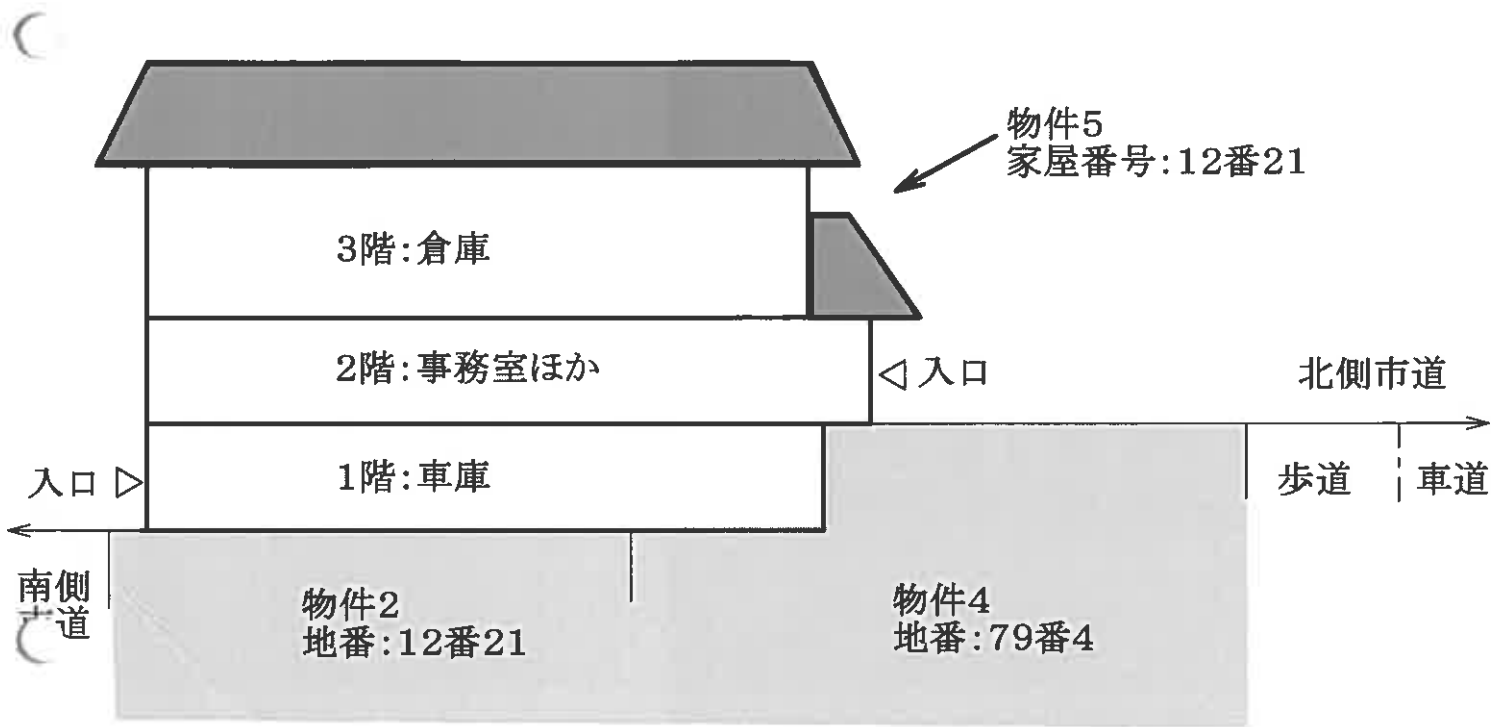 物件5
家屋番号:12番21
3階:倉庫
2階:事務室ほか
入口
北側市道
1階:車庫
入口
歩道
車道
南側
道
物件2
地番:12番21
物件4
地番:79番4